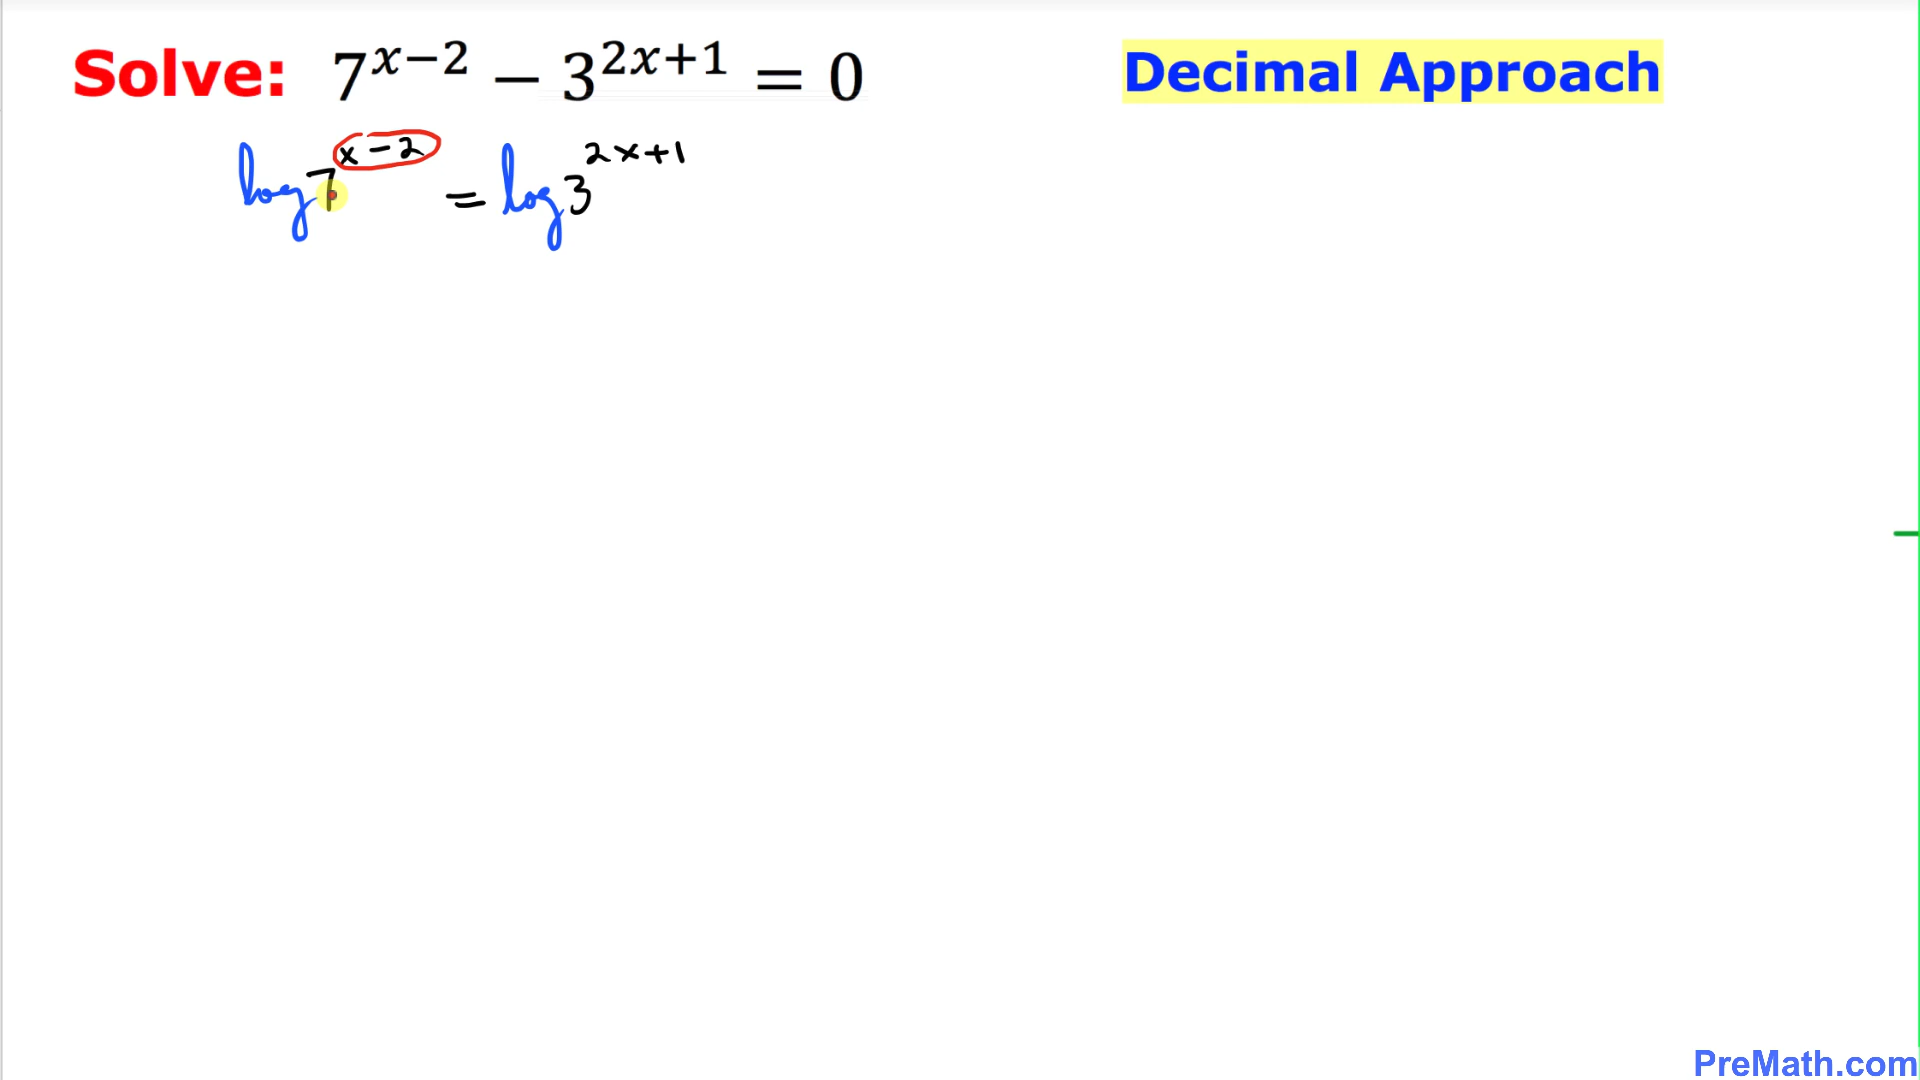 Solve: 7^{x−2} − 3^{2x+1} = 0
Decimal Approach
log 7^{x−2} = log 3^{2x+1}
PreMath.com